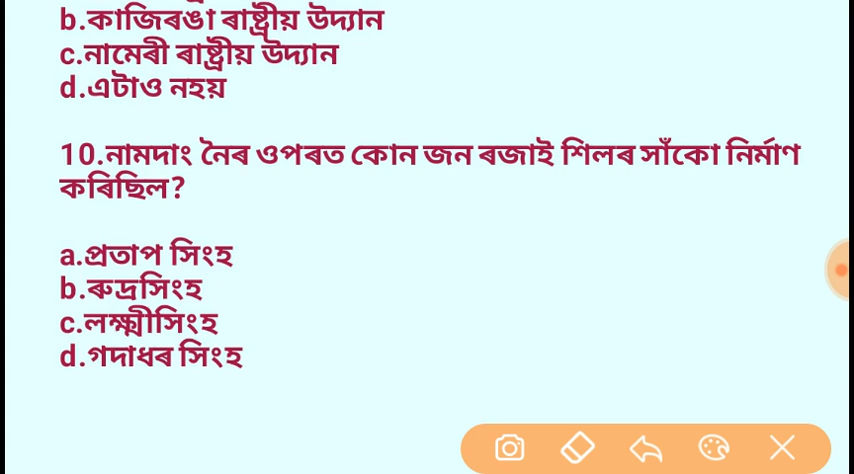 b.কাজিৰঙা ৰাষ্ট্ৰীয় উদ্যান
c.নামেৰী ৰাষ্ট্ৰীয় উদ্যান
d.এটাও নহয়
10.নামদাং নৈৰ ওপৰত কোন জন ৰজাই শিলৰ সাঁকো নিৰ্মাণ
কৰিছিল?
a.প্ৰতাপ সিংহ
b.ৰুদ্ৰসিংহ
c.লক্ষ্মীসিংহ
d.গদাধৰ সিংহ